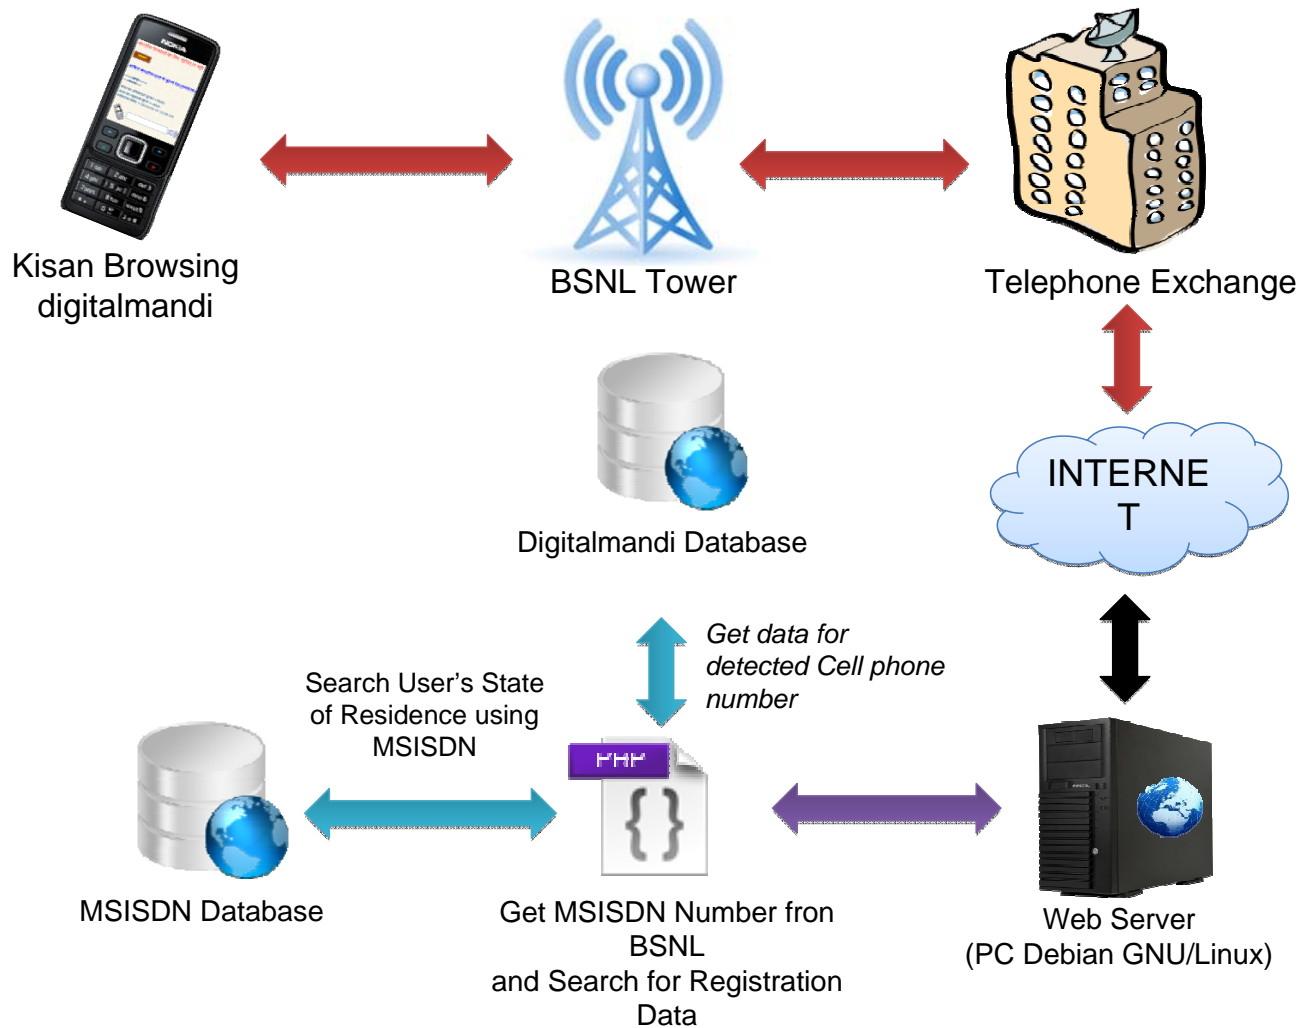 NOKIA
Kisan Browsing
digitalmandi
BSNL Tower
Telephone Exchange
INTERNE
T
Digitalmandi Database
Get data for
detected Cell phone
number
Search User's State
of Residence using
MSISDN
PHP
{}
MSISDN Database
Get MSISDN Number fron
BSNL
and Search for Registration
Data
Web Server
(PC Debian GNU/Linux)